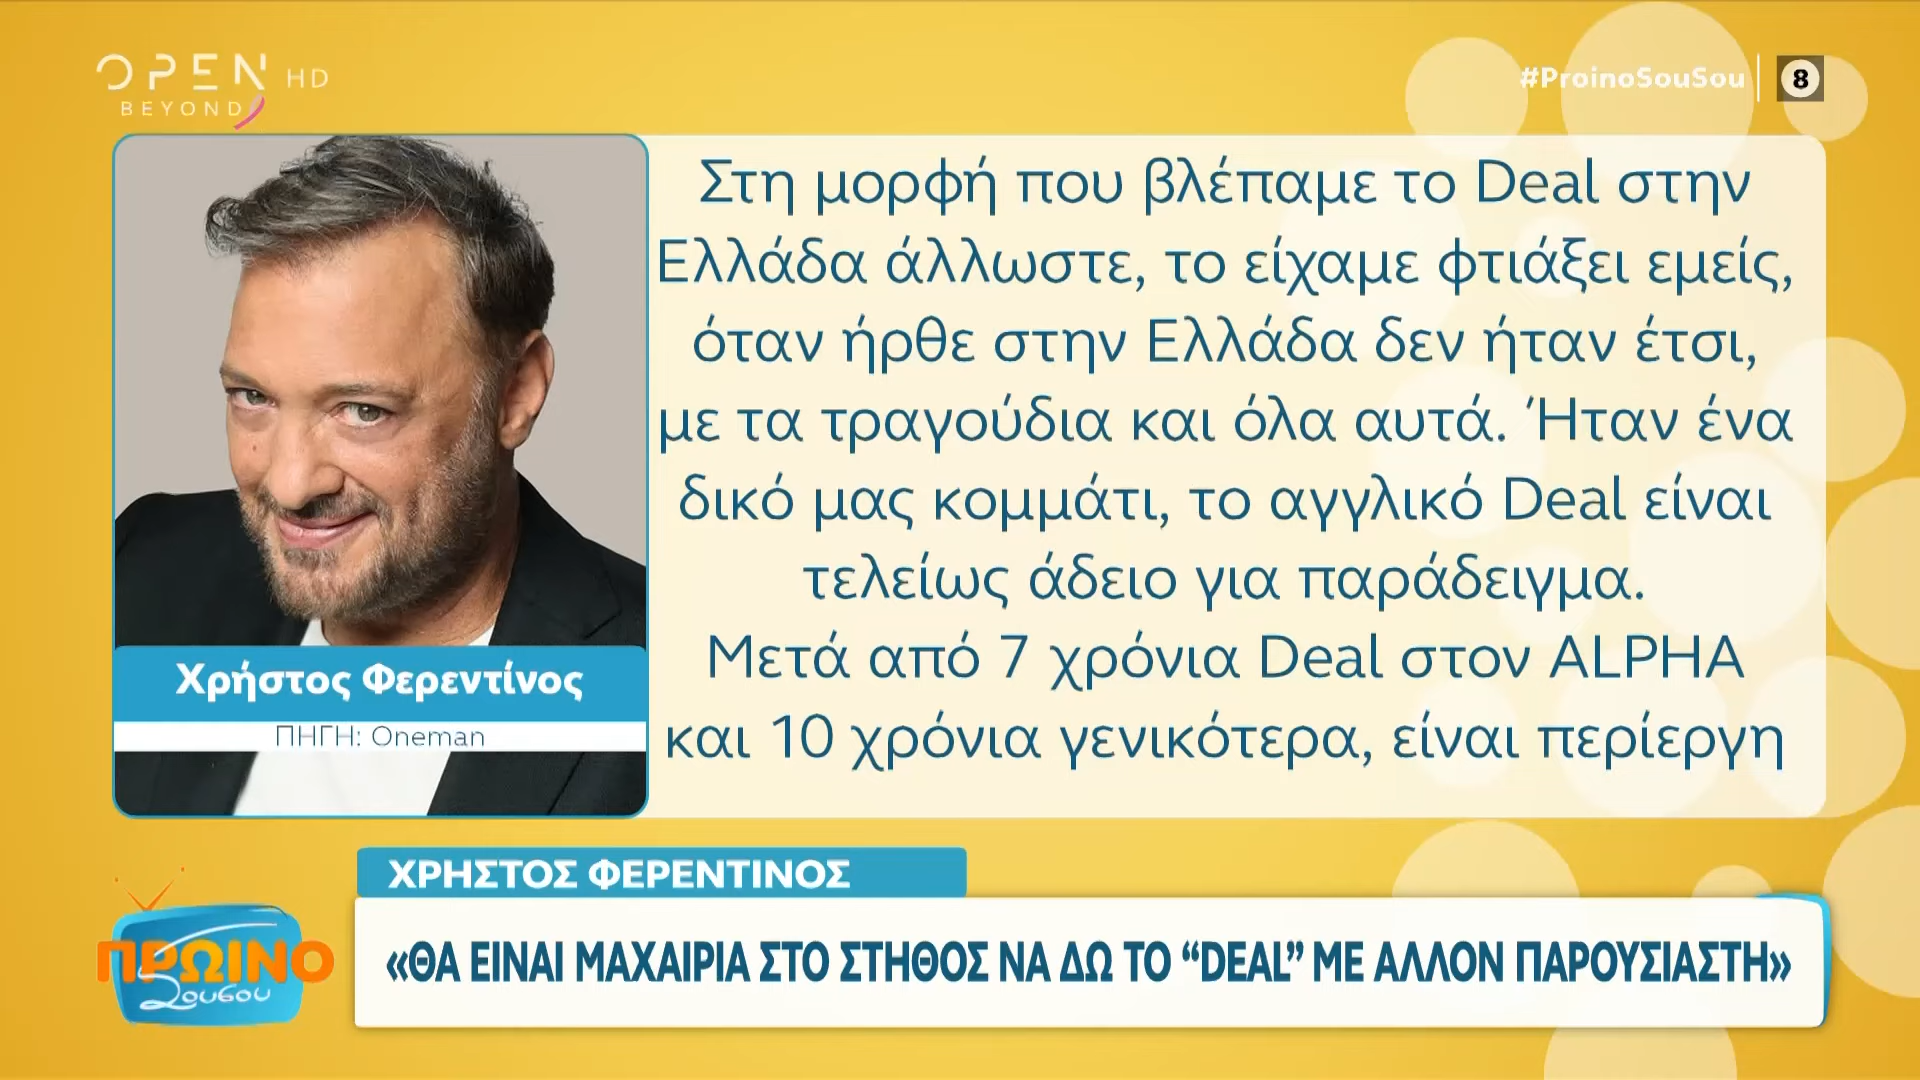 OPEN HD
BEYOND
#ProinoSouSou
8
Στη μορφή που βλέπαμε το Deal στην
Ελλάδα άλλωστε, το είχαμε φτιάξει εμείς,
όταν ήρθε στην Ελλάδα δεν ήταν έτσι,
με τα τραγούδια και όλα αυτά. Ήταν ένα
δικό μας κομμάτι, το αγγλικό Deal είναι
τελείως άδειο για παράδειγμα.
Μετά από 7 χρόνια Deal στον ALPHA
και 10 χρόνια γενικότερα, είναι περίεργη
Χρήστος Φερεντίνος
ΠΗΓΗ: Oneman
ΧΡΗΣΤΟΣ ΦΕΡΕΝΤΙΝΟΣ
«ΘΑ ΕΙΝΑΙ ΜΑΧΑΙΡΙΑ ΣΤΟ ΣΤΗΘΟΣ ΝΑ ΔΩ ΤΟ “DEAL” ΜΕ ΑΛΛΟΝ ΠΑΡΟΥΣΙΑΣΤΗ»
ΠΡΩΙΝΟ
Σουσου